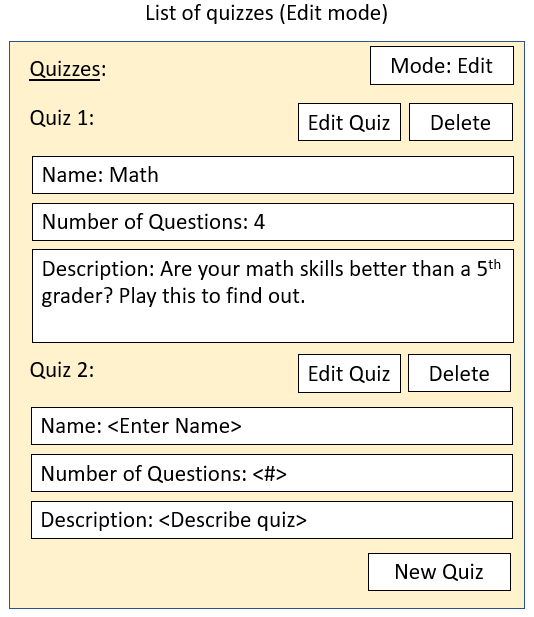 List of quizzes (Edit mode)
Quizzes: Mode: Edit
Quiz 1: Edit Quiz Delete
Name: Math
Number of Questions: 4
Description: Are your math skills better than a 5th
grader? Play this to find out.
Quiz 2: Edit Quiz Delete
Name: <Enter Name>
Number of Questions: <#>
Description: <Describe quiz>
New Quiz